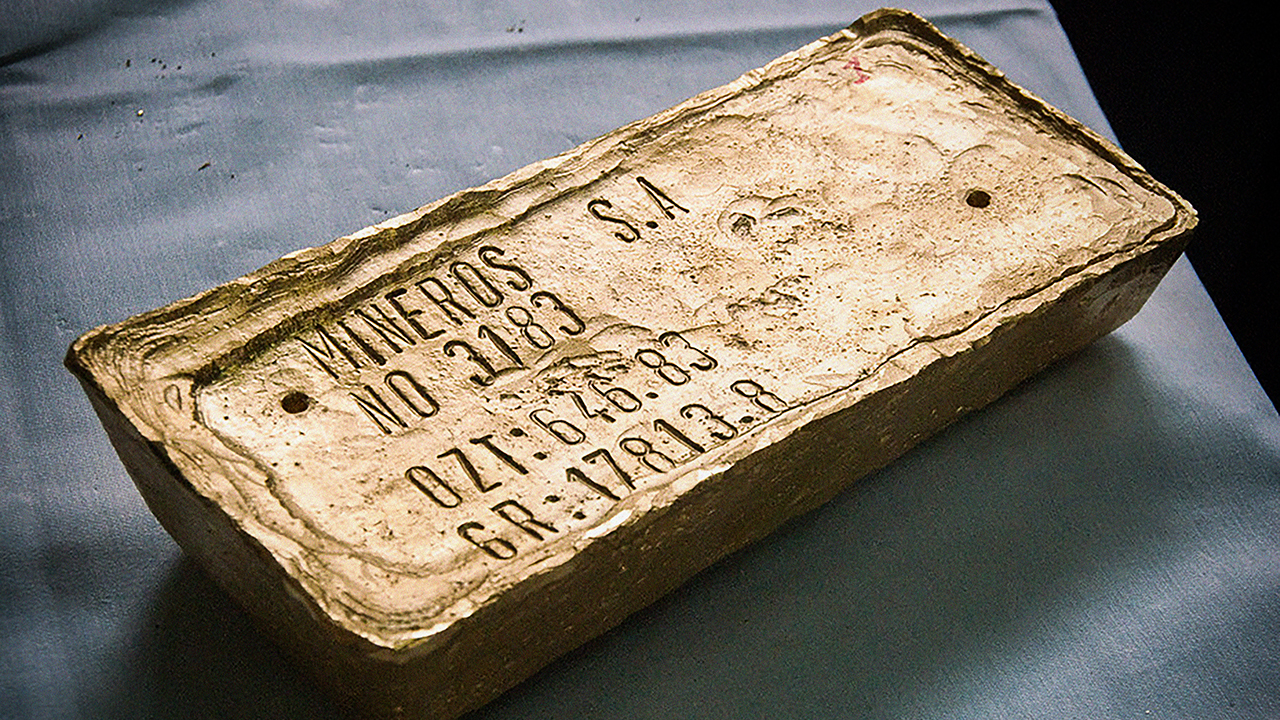 MINEROS S.A
NO 3183
OZT:646.83
GR:17813.8